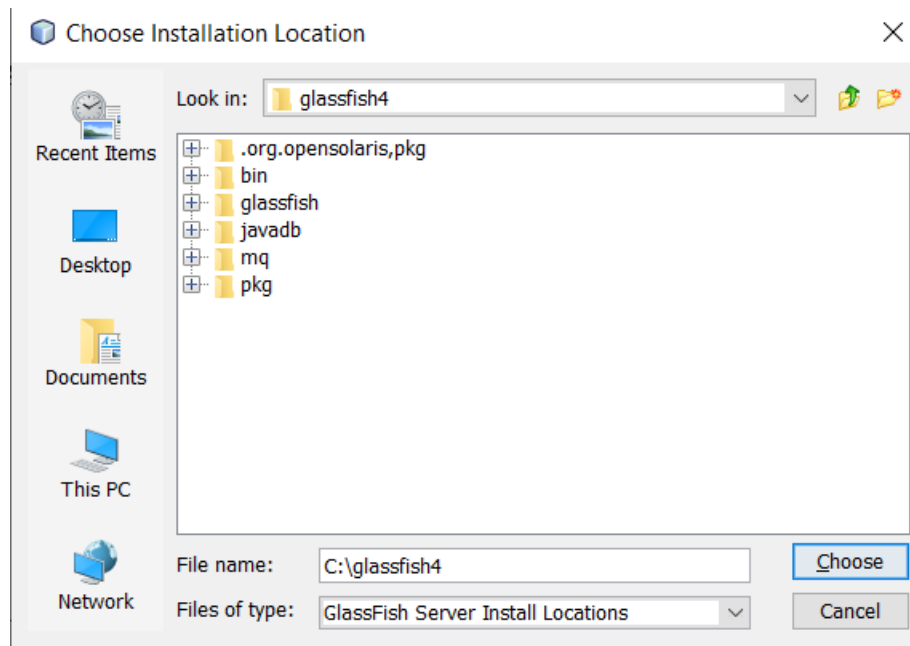 Choose Installation Location
Look in: glassfish4
Recent Items
Desktop
Documents
This PC
Network
.org.opensolaris,pkg
bin
glassfish
javadb
mq
pkg
File name: C:\glassfish4 Choose
Files of type: GlassFish Server Install Locations Cancel